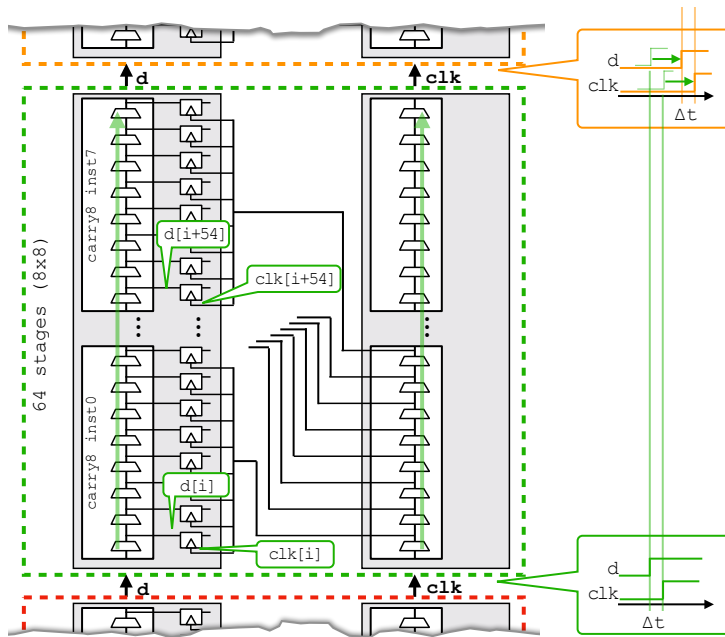 d
clk
d
clk
Δt
64 stages (8x8)
carry8 inst7
d[i+54]
clk[i+54]
carry8 inst0
d[i]
clk[i]
d
clk
Δt
d
clk